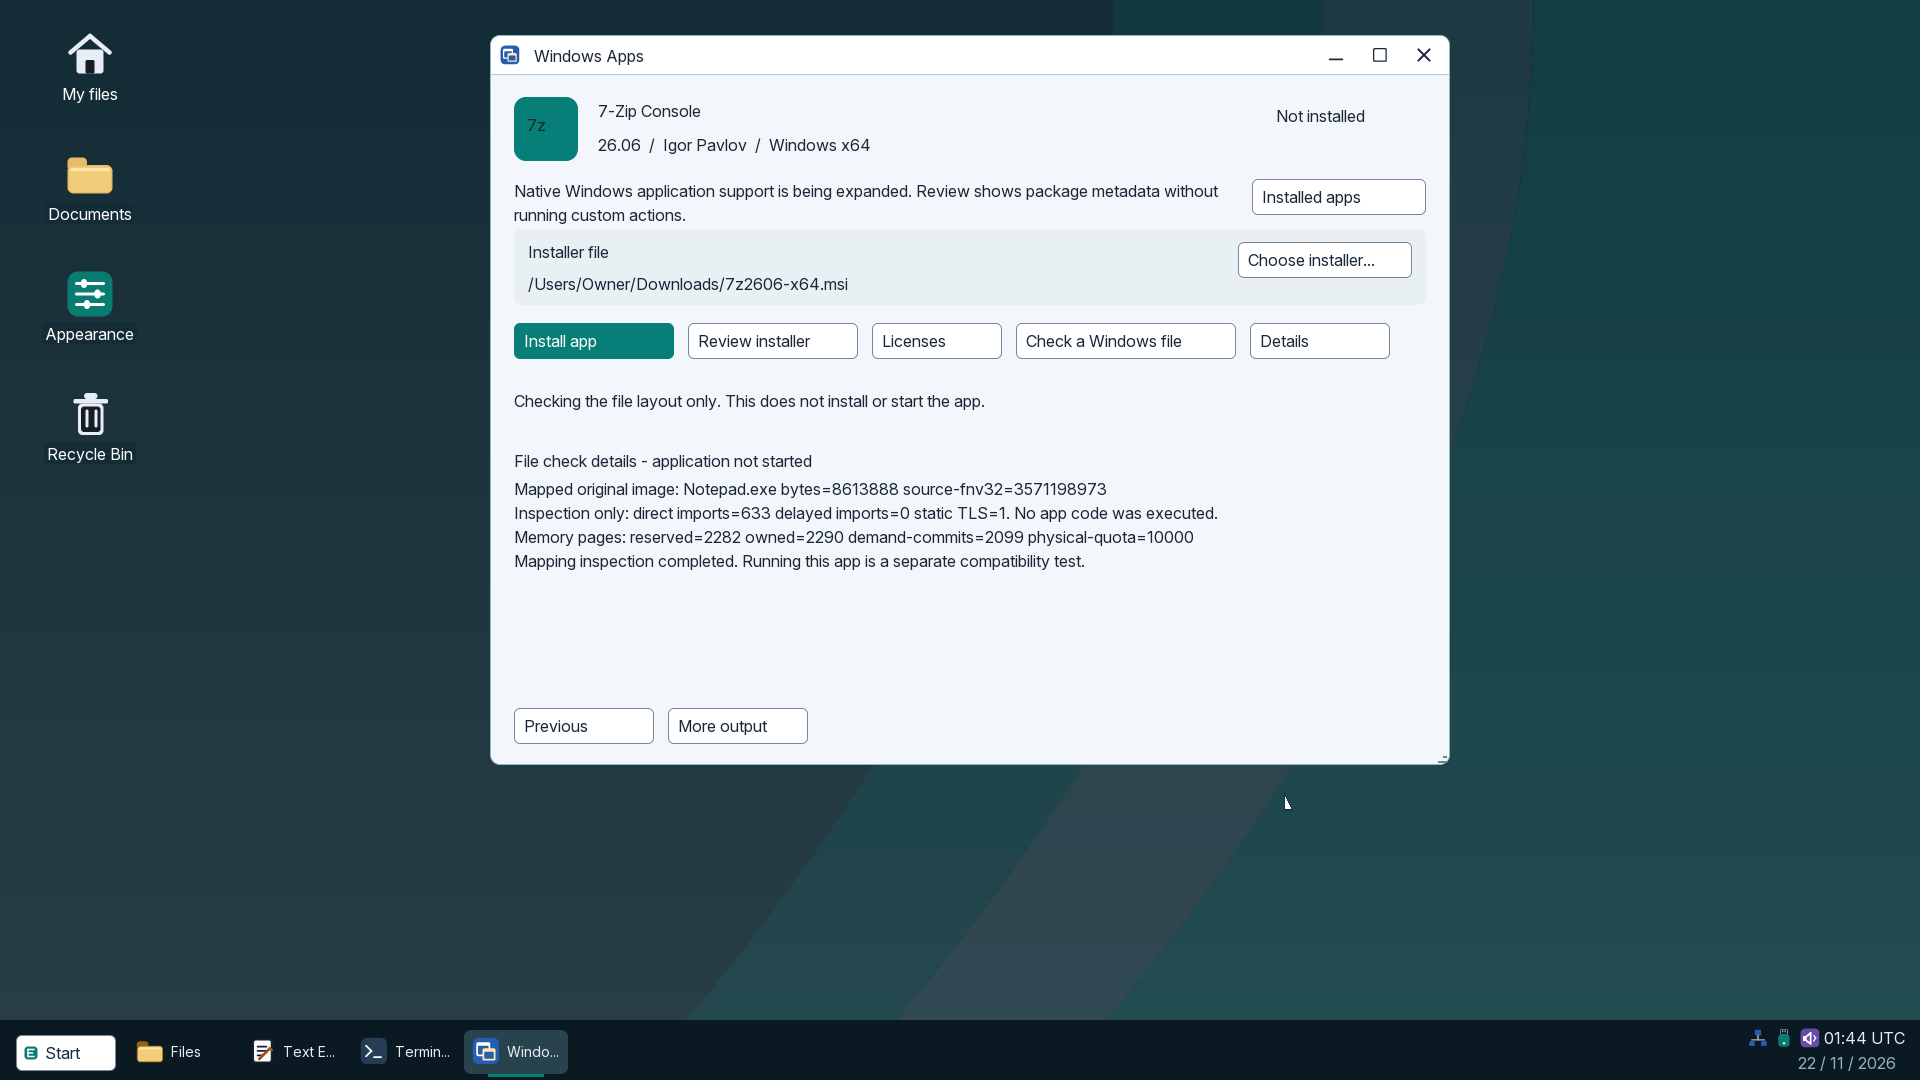 My files
Documents
Appearance
Recycle Bin
Windows Apps
7z
7-Zip Console
26.06 / Igor Pavlov / Windows x64
Not installed
Native Windows application support is being expanded. Review shows package metadata without
running custom actions.
Installed apps
Installer file
/Users/Owner/Downloads/7z2606-x64.msi
Choose installer...
Install app
Review installer
Licenses
Check a Windows file
Details
Checking the file layout only. This does not install or start the app.
File check details - application not started
Mapped original image: Notepad.exe bytes=8613888 source-fnv32=3571198973
Inspection only: direct imports=633 delayed imports=0 static TLS=1. No app code was executed.
Memory pages: reserved=2282 owned=2290 demand-commits=2099 physical-quota=10000
Mapping inspection completed. Running this app is a separate compatibility test.
Previous
More output
Start
Files
Text E...
Termin...
Windo...
01:44 UTC
22 / 11 / 2026